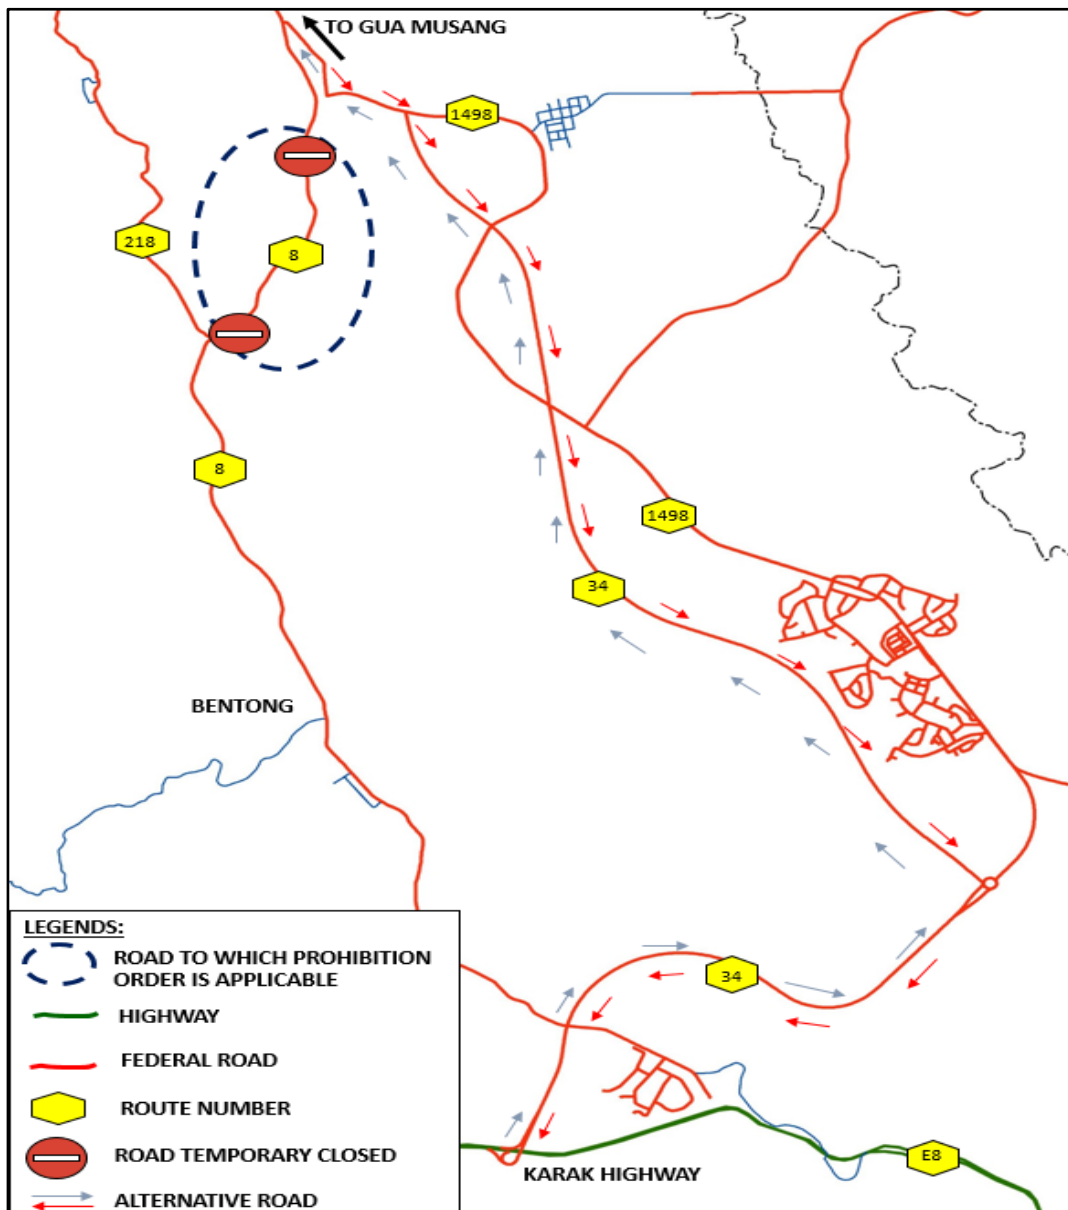 TO GUA MUSANG
1498
218
8
8
1498
34
BENTONG
34
KARAK HIGHWAY
E8
LEGENDS:
ROAD TO WHICH PROHIBITION
ORDER IS APPLICABLE
HIGHWAY
FEDERAL ROAD
ROUTE NUMBER
ROAD TEMPORARY CLOSED
ALTERNATIVE ROAD